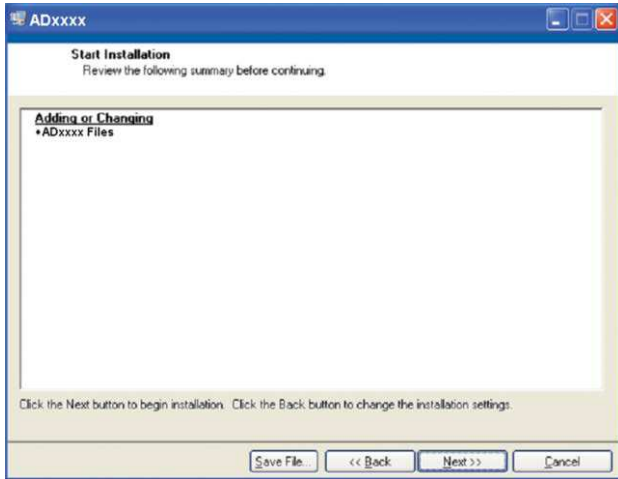 ADxxxx
Start Installation
Review the following summary before continuing.
Adding or Changing
•ADxxxx Files
Click the Next button to begin installation. Click the Back button to change the installation settings.
Save File... << Back Next >> Cancel